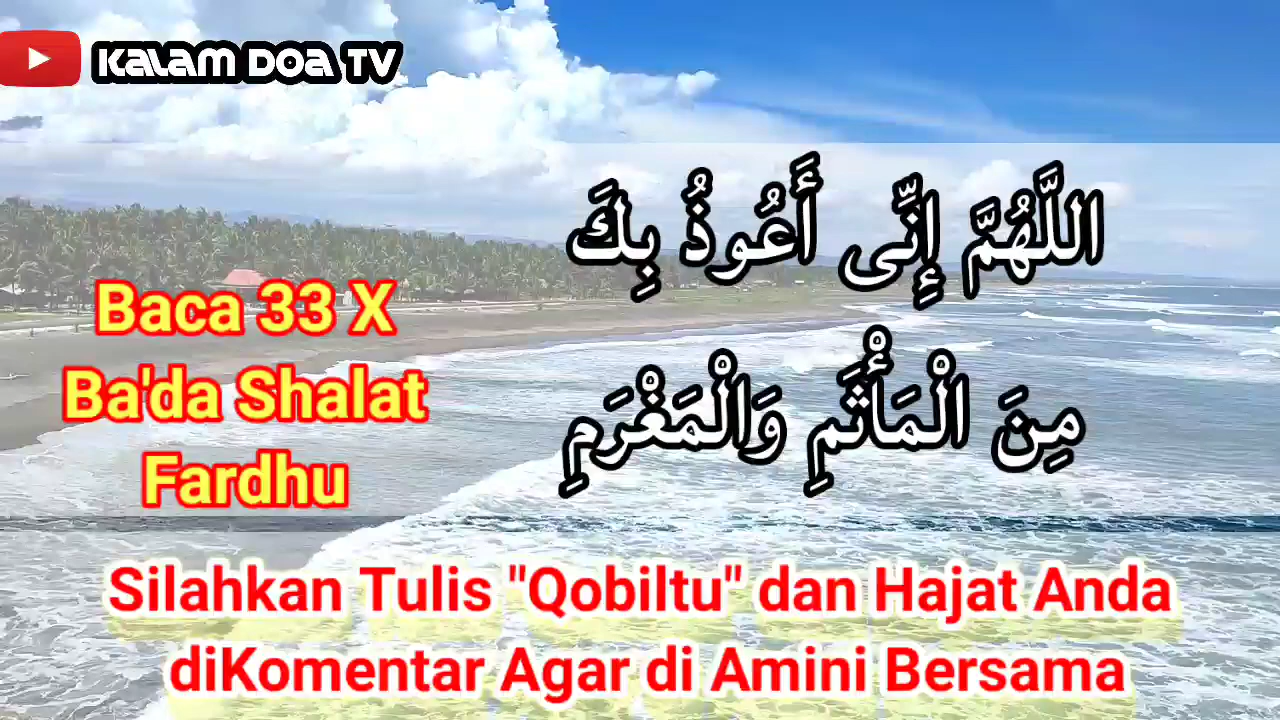 KALAM DOA TV
اللَّهُمَّ إِنِّى أَعُوذُ بِكَ
مِنَ الْمَأْثَمِ وَالْمَغْرَمِ
Baca 33 X
Ba'da Shalat
Fardhu
Silahkan Tulis "Qobiltu" dan Hajat Anda
diKomentar Agar di Amini Bersama